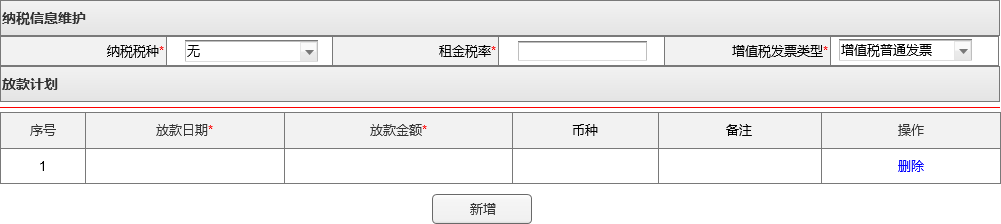 纳税信息维护
纳税税种* 无 租金税率* 增值税发票类型* 增值税普通发票
放款计划
序号 放款日期* 放款金额* 币种 备注 操作
1 删除
新增